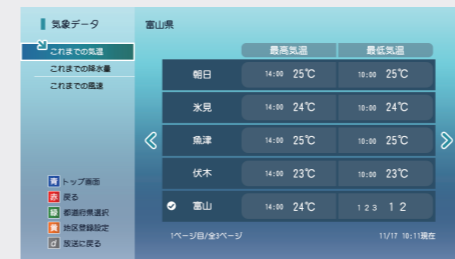 気象データ
これまでの気温
これまでの降水量
これまでの風速
青 トップ画面
赤 戻る
緑 都道府県選択
黄 地区登録設定
d 放送に戻る
富山県
最高気温 最低気温
朝日 14:00 25℃ 10:00 25℃
氷見 14:00 24℃ 10:00 24℃
魚津 14:00 25℃ 10:00 25℃
伏木 14:00 23℃ 10:00 23℃
富山 14:00 24℃ 123 12
1ページ目/全3ページ 11/17 10:11現在